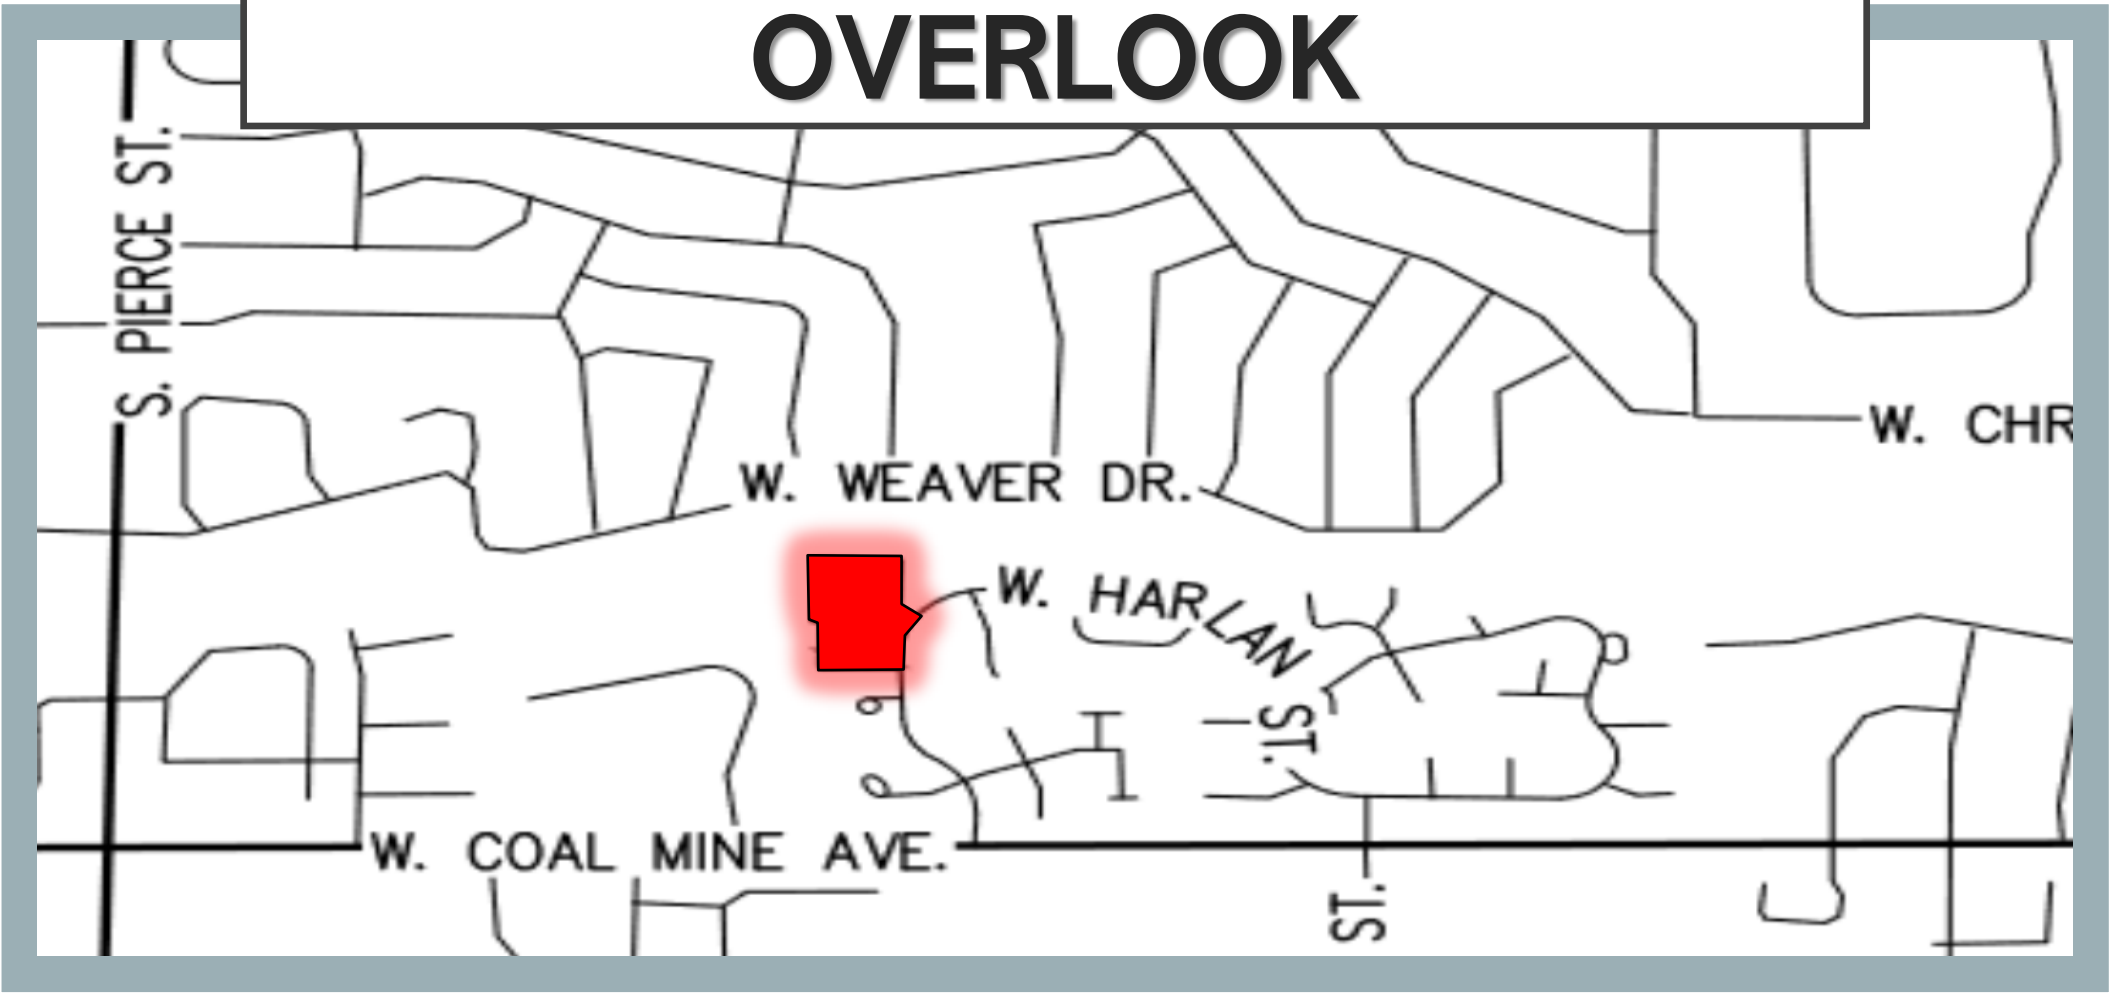 OVERLOOK
S. PIERCE ST.
W. CHR
W. WEAVER DR.
W. HARLAN ST.
W. COAL MINE AVE.
ST.